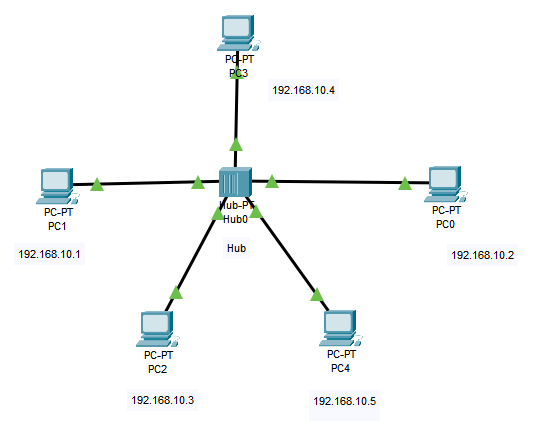 PC-PT
PC3
192.168.10.4
PC-PT
PC1
192.168.10.1
Hub-PT
Hub0
Hub
PC-PT
PC0
192.168.10.2
PC-PT
PC2
192.168.10.3
PC-PT
PC4
192.168.10.5